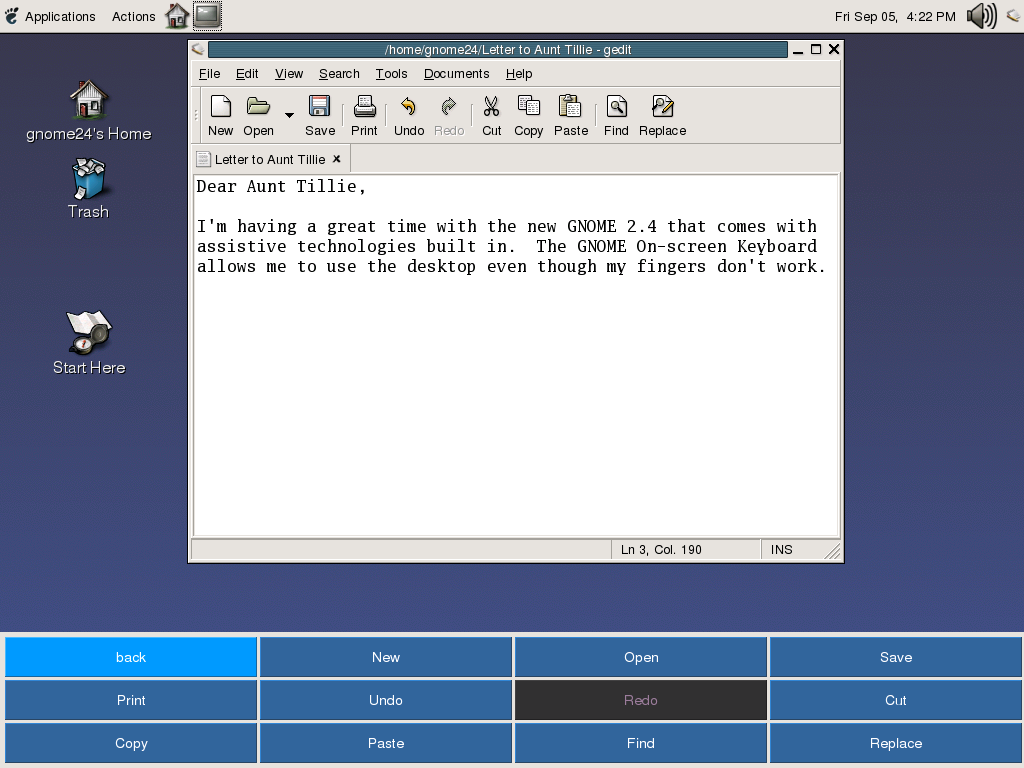 Applications Actions Fri Sep 05, 4:22 PM
/home/gnome24/Letter to Aunt Tillie - gedit
File Edit View Search Tools Documents Help
New Open Save Print Undo Redo Cut Copy Paste Find Replace
Letter to Aunt Tillie
Dear Aunt Tillie,
I'm having a great time with the new GNOME 2.4 that comes with
assistive technologies built in.  The GNOME On-screen Keyboard
allows me to use the desktop even though my fingers don't work.
Ln 3, Col. 190 INS
gnome24's Home
Trash
Start Here
back New Open Save
Print Undo Redo Cut
Copy Paste Find Replace